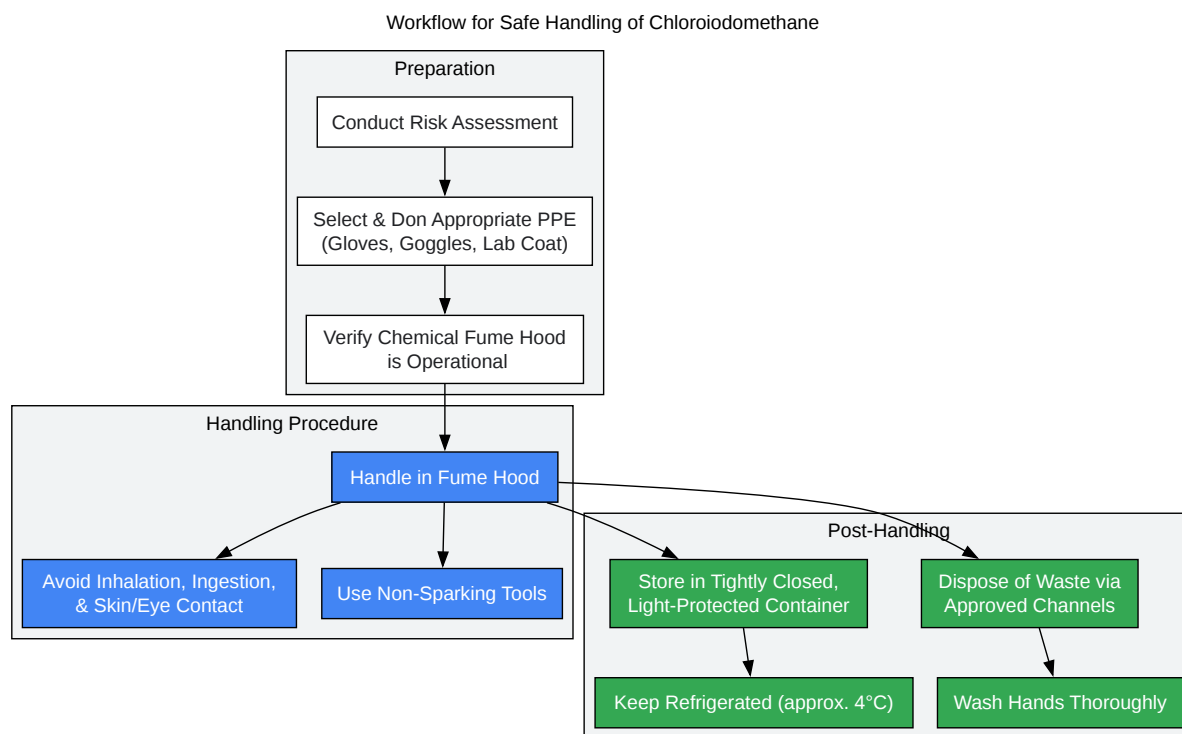 Workflow for Safe Handling of Chloroiodomethane
Preparation
Conduct Risk Assessment
Select & Don Appropriate PPE
(Gloves, Goggles, Lab Coat)
Verify Chemical Fume Hood
is Operational
Handling Procedure
Handle in Fume Hood
Avoid Inhalation, Ingestion,
& Skin/Eye Contact
Use Non-Sparking Tools
Post-Handling
Store in Tightly Closed,
Light-Protected Container
Dispose of Waste via
Approved Channels
Keep Refrigerated (approx. 4°C)
Wash Hands Thoroughly